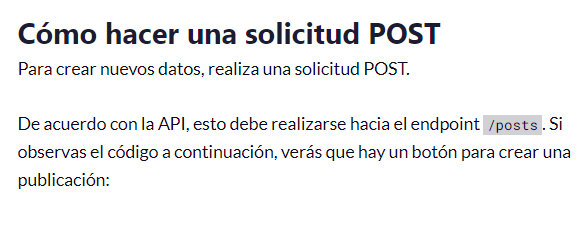 Cómo hacer una solicitud POST
Para crear nuevos datos, realiza una solicitud POST.
De acuerdo con la API, esto debe realizarse hacia el endpoint /posts. Si
observas el código a continuación, verás que hay un botón para crear una
publicación: